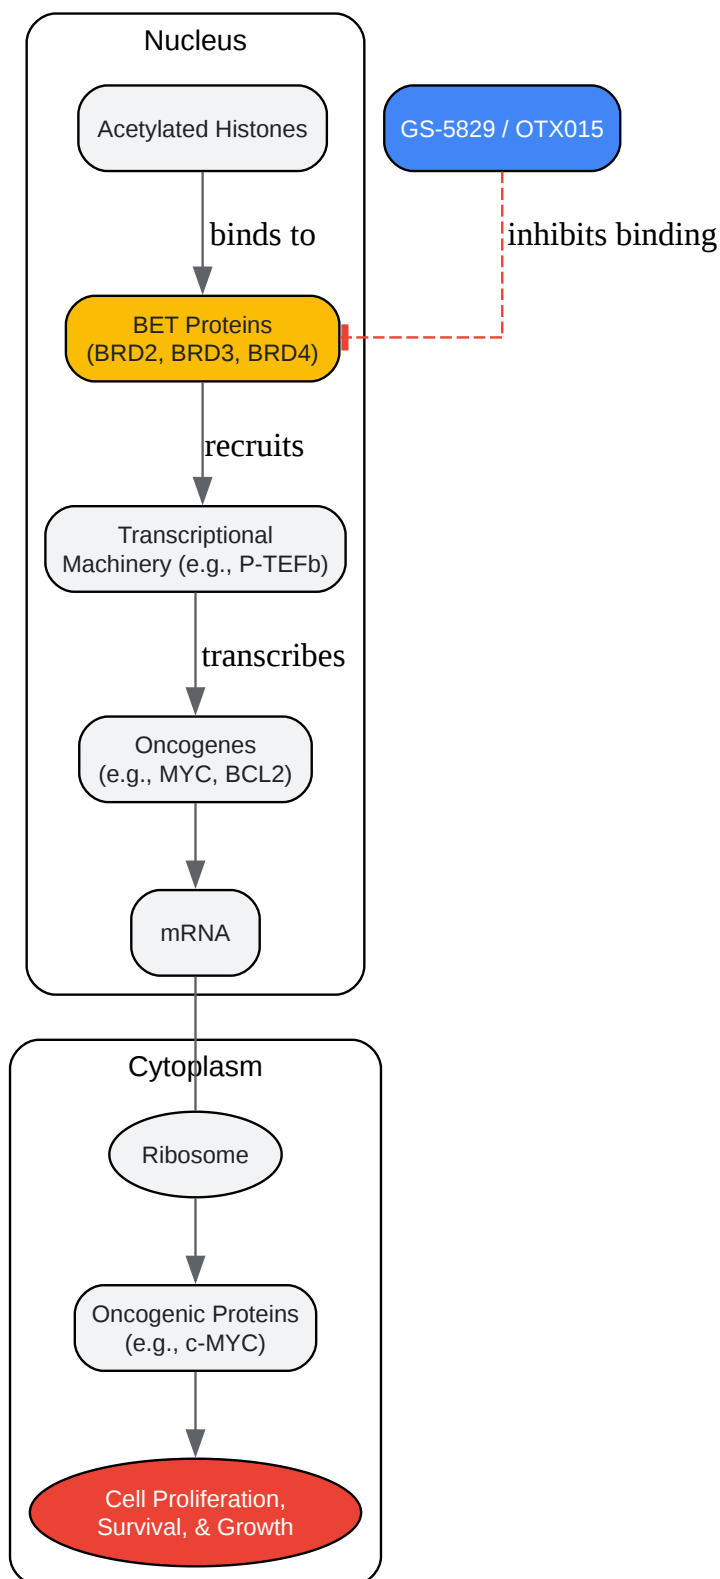 Nucleus
Acetylated Histones
GS-5829 / OTX015
binds to
inhibits binding
BET Proteins
(BRD2, BRD3, BRD4)
recruits
Transcriptional
Machinery (e.g., P-TEFb)
transcribes
Oncogenes
(e.g., MYC, BCL2)
mRNA
Cytoplasm
Ribosome
Oncogenic Proteins
(e.g., c-MYC)
Cell Proliferation,
Survival, & Growth